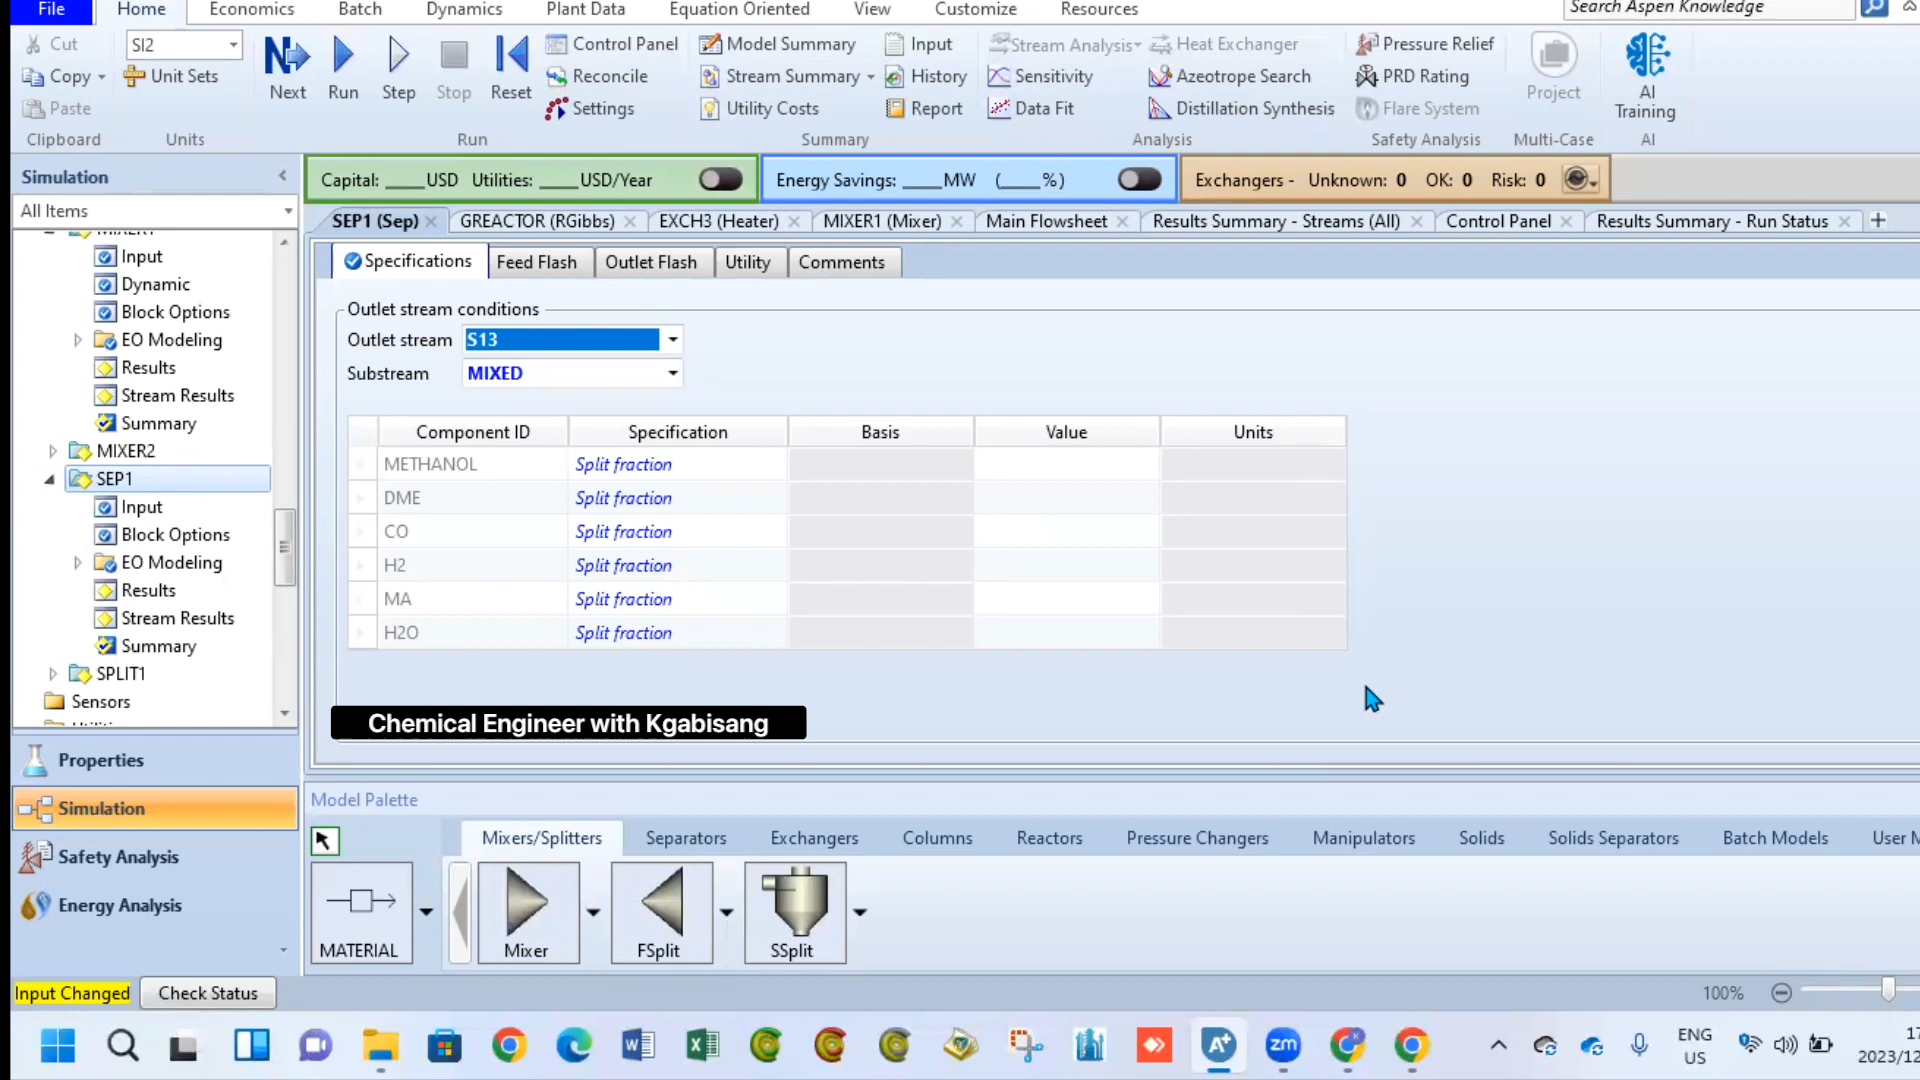 File Home Economics Batch Dynamics Plant Data Equation Oriented View Customize Resources Search Aspen Knowledge
Cut SI2 Control Panel Model Summary Input Stream Analysis Heat Exchanger Pressure Relief
Copy Unit Sets Reconcile Stream Summary History Sensitivity Azeotrope Search PRD Rating
Next Run Step Stop Reset Project AI Training
Paste Settings Utility Costs Report Data Fit Distillation Synthesis Flare System
Clipboard Units Run Summary Analysis Safety Analysis Multi-Case AI
Simulation
Capital: ____USD Utilities: ____USD/Year Energy Savings: ____MW (____%) Exchangers - Unknown: 0 OK: 0 Risk: 0
All Items
SEP1 (Sep) GREACTOR (RGibbs) EXCH3 (Heater) MIXER1 (Mixer) Main Flowsheet Results Summary - Streams (All) Control Panel Results Summary - Run Status +
MIXER1
Input
Dynamic
Block Options
EO Modeling
Results
Stream Results
Summary
MIXER2
SEP1
Input
Block Options
EO Modeling
Results
Stream Results
Summary
SPLIT1
Sensors
Specifications Feed Flash Outlet Flash Utility Comments
Outlet stream conditions
Outlet stream S13
Substream MIXED
Component ID Specification Basis Value Units
METHANOL Split fraction
DME Split fraction
CO Split fraction
H2 Split fraction
MA Split fraction
H2O Split fraction
Chemical Engineer with Kgabisang
Properties
Simulation
Safety Analysis
Energy Analysis
Model Palette
Mixers/Splitters Separators Exchangers Columns Reactors Pressure Changers Manipulators Solids Solids Separators Batch Models User M
MATERIAL Mixer FSplit SSplit
Input Changed Check Status 100%
ENG
US
17
2023/12